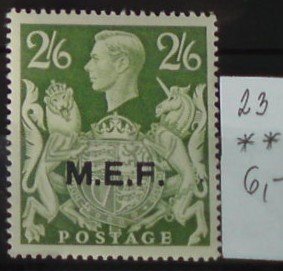 2/6 2/6
M.E.F.
POSTAGE
23
**
6,-